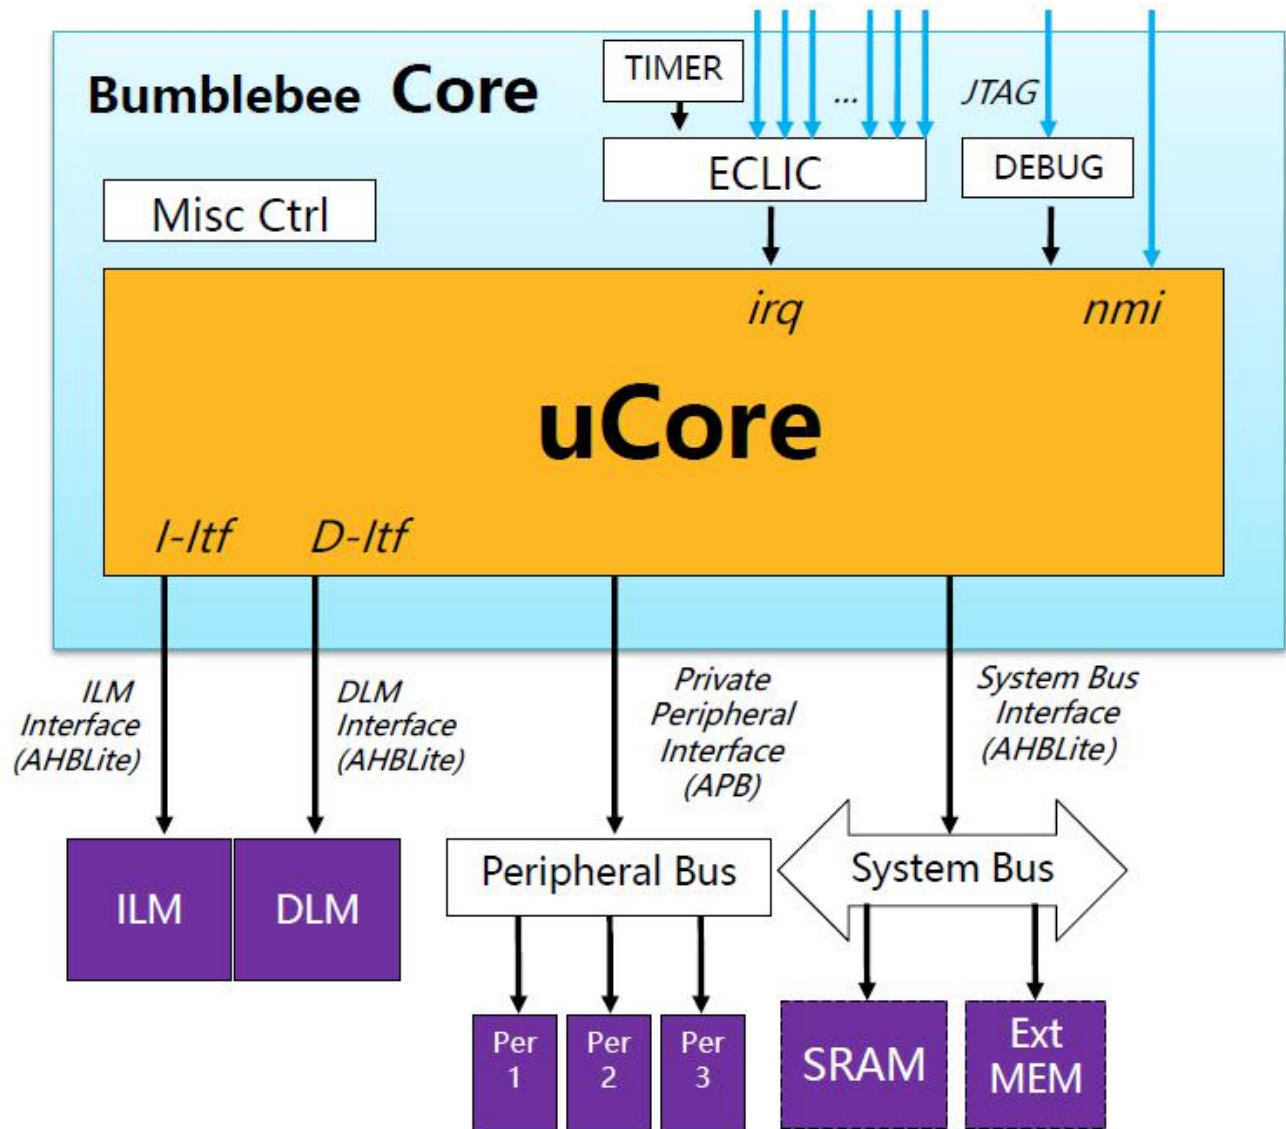 Bumblebee Core
TIMER
...
JTAG
ECLIC
DEBUG
Misc Ctrl
irq
nmi
uCore
I-Itf
D-Itf
ILM
Interface
(AHBLite)
DLM
Interface
(AHBLite)
Private
Peripheral
Interface
(APB)
System Bus
Interface
(AHBLite)
ILM
DLM
Peripheral Bus
System Bus
Per
1
Per
2
Per
3
SRAM
Ext
MEM